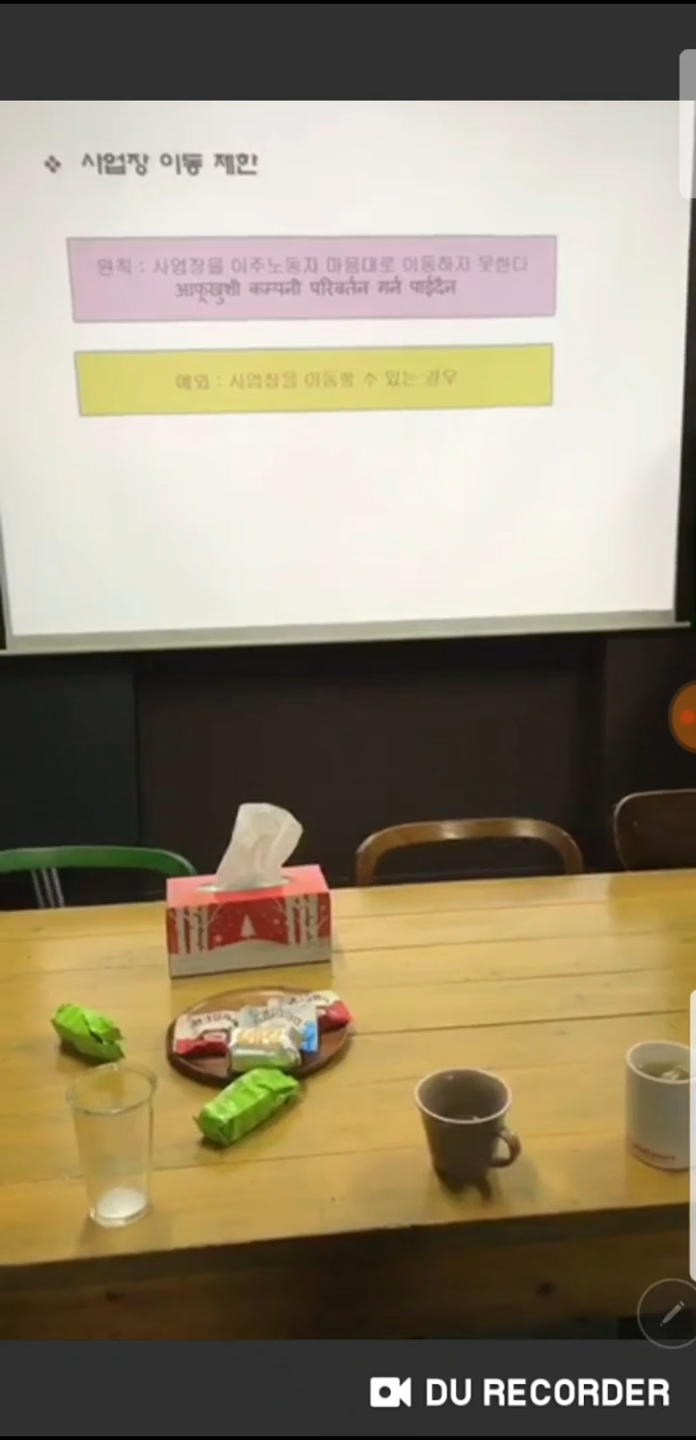 ❖ 사업장 이동 제한
원칙 : 사업장을 이주노동자 마음대로 이동하지 못한다
आफूखुशी कम्पनी परिवर्तन गर्न पाईदैन
예외 : 사업장을 이동할 수 있는 경우
DU RECORDER